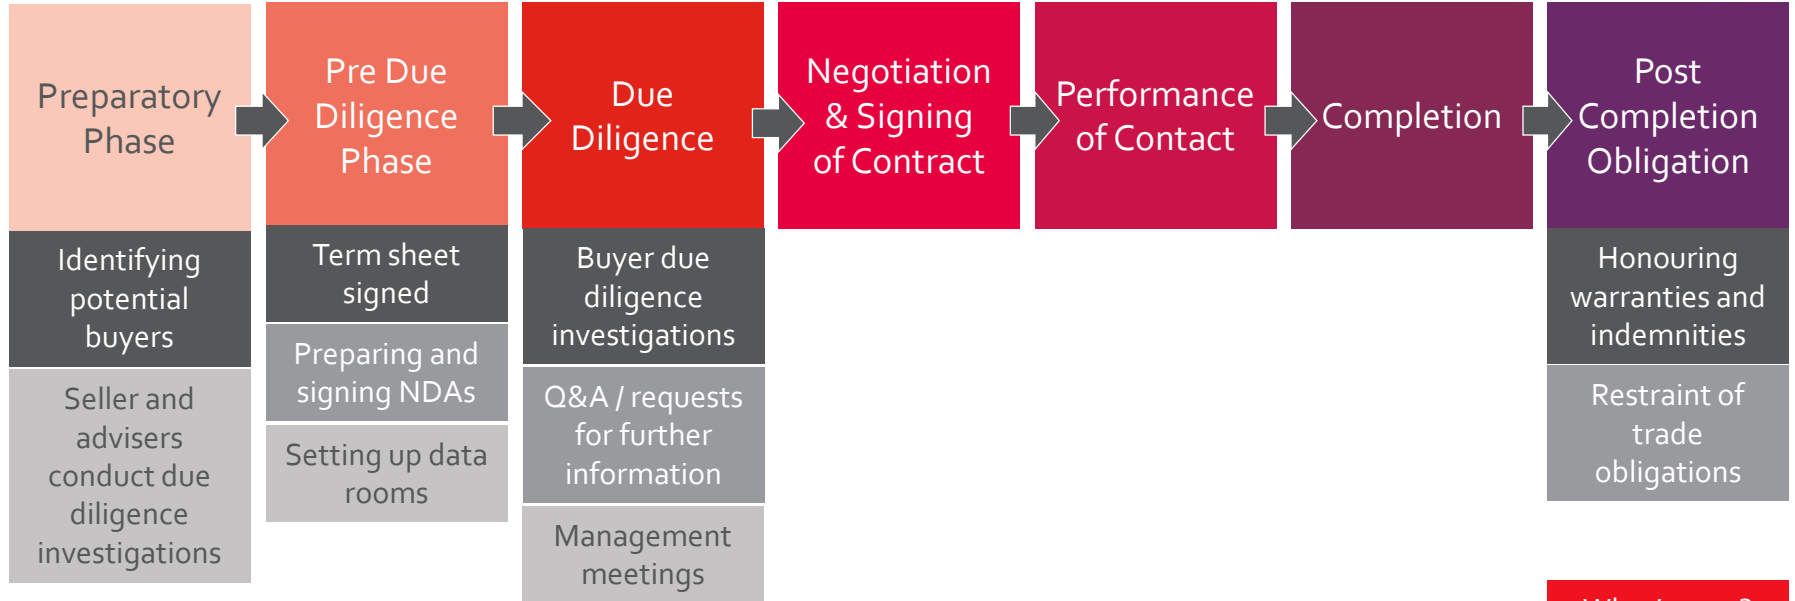 Preparatory
Phase
Pre Due
Diligence
Phase
Due
Diligence
Negotiation
& Signing
of Contract
Performance
of Contact
Completion
Post
Completion
Obligation
Identifying
potential
buyers
Seller and
advisers
conduct due
diligence
investigations
Term sheet
signed
Preparing and
signing NDAs
Setting up data
rooms
Buyer due
diligence
investigations
Q&A / requests
for further
information
Management
meetings
Honouring
warranties and
indemnities
Restraint of
trade
obligations